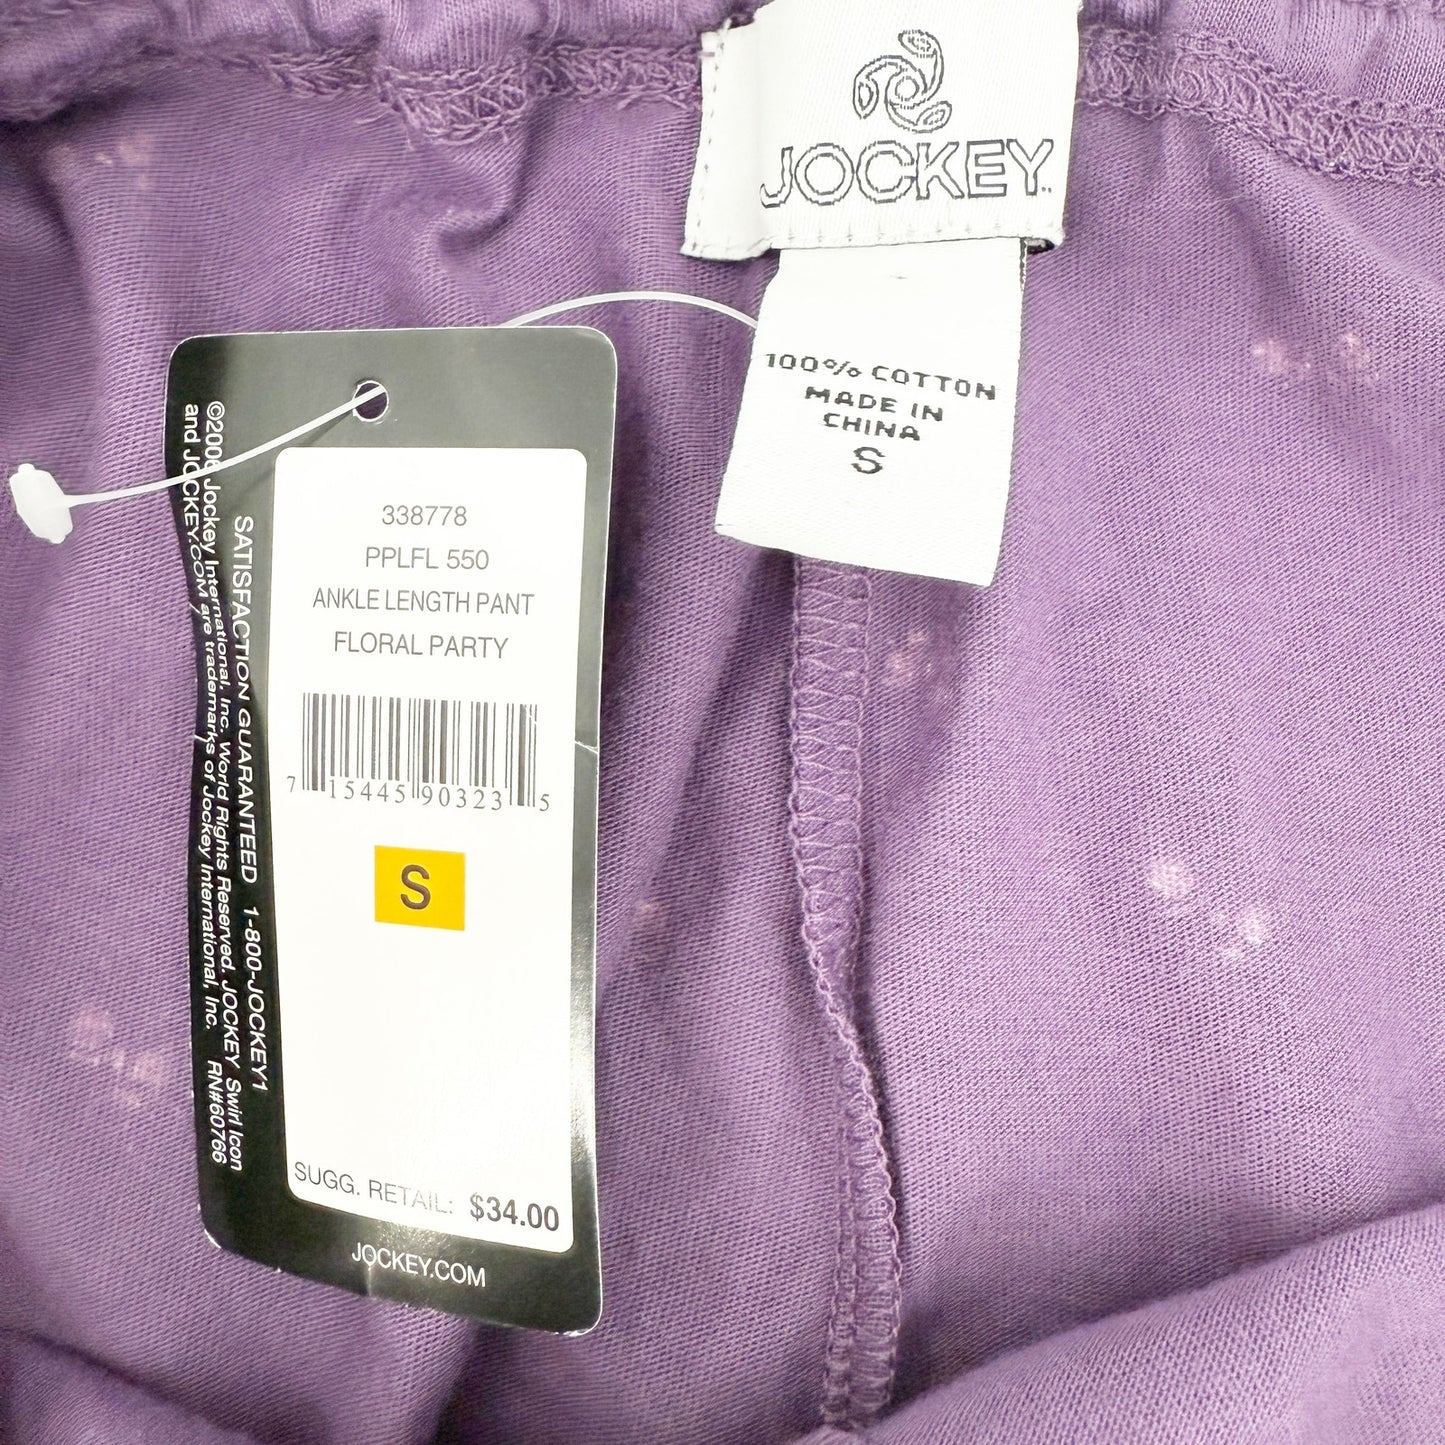 JOCKEY
100% COTTON
MADE IN
CHINA
S
338778
PPLFL 550
ANKLE LENGTH PANT
FLORAL PARTY
7 15445 90323 5
S
SUGG. RETAIL: $34.00
JOCKEY.COM
SATISFACTION GUARANTEED 1-800-JOCKEY1
Jockey International, Inc. World Rights Reserved. JOCKEY, Swirl Icon
and JOCKEY.COM are trademarks of Jockey International, Inc. RN#60766